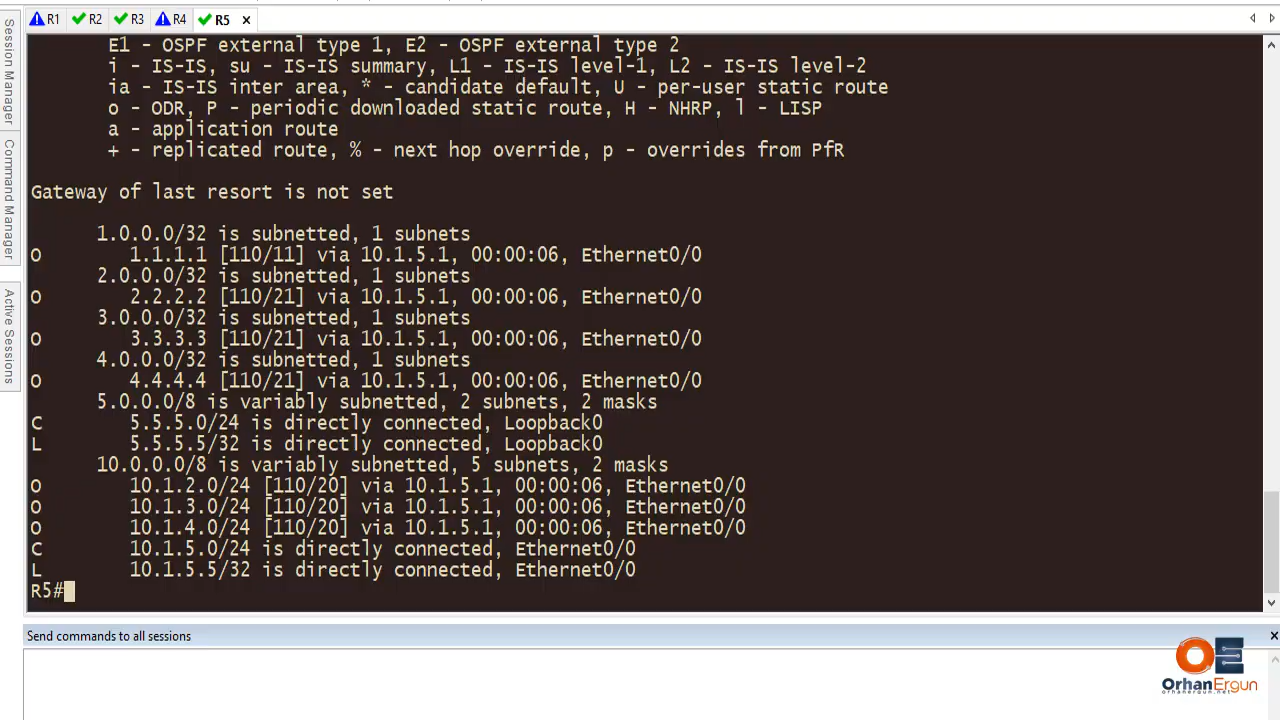 R1 R2 R3 R4 R5
Session Manager
Command Manager
Active Sessions
E1 - OSPF external type 1, E2 - OSPF external type 2
i - IS-IS, su - IS-IS summary, L1 - IS-IS level-1, L2 - IS-IS level-2
ia - IS-IS inter area, * - candidate default, U - per-user static route
o - ODR, P - periodic downloaded static route, H - NHRP, l - LISP
a - application route
+ - replicated route, % - next hop override, p - overrides from PfR
Gateway of last resort is not set
1.0.0.0/32 is subnetted, 1 subnets
O 1.1.1.1 [110/11] via 10.1.5.1, 00:00:06, Ethernet0/0
2.0.0.0/32 is subnetted, 1 subnets
O 2.2.2.2 [110/21] via 10.1.5.1, 00:00:06, Ethernet0/0
3.0.0.0/32 is subnetted, 1 subnets
O 3.3.3.3 [110/21] via 10.1.5.1, 00:00:06, Ethernet0/0
4.0.0.0/32 is subnetted, 1 subnets
O 4.4.4.4 [110/21] via 10.1.5.1, 00:00:06, Ethernet0/0
5.0.0.0/8 is variably subnetted, 2 subnets, 2 masks
C 5.5.5.0/24 is directly connected, Loopback0
L 5.5.5.5/32 is directly connected, Loopback0
10.0.0.0/8 is variably subnetted, 5 subnets, 2 masks
O 10.1.2.0/24 [110/20] via 10.1.5.1, 00:00:06, Ethernet0/0
O 10.1.3.0/24 [110/20] via 10.1.5.1, 00:00:06, Ethernet0/0
O 10.1.4.0/24 [110/20] via 10.1.5.1, 00:00:06, Ethernet0/0
C 10.1.5.0/24 is directly connected, Ethernet0/0
L 10.1.5.5/32 is directly connected, Ethernet0/0
R5#
Send commands to all sessions
OrhanErgun
orhanergun.net